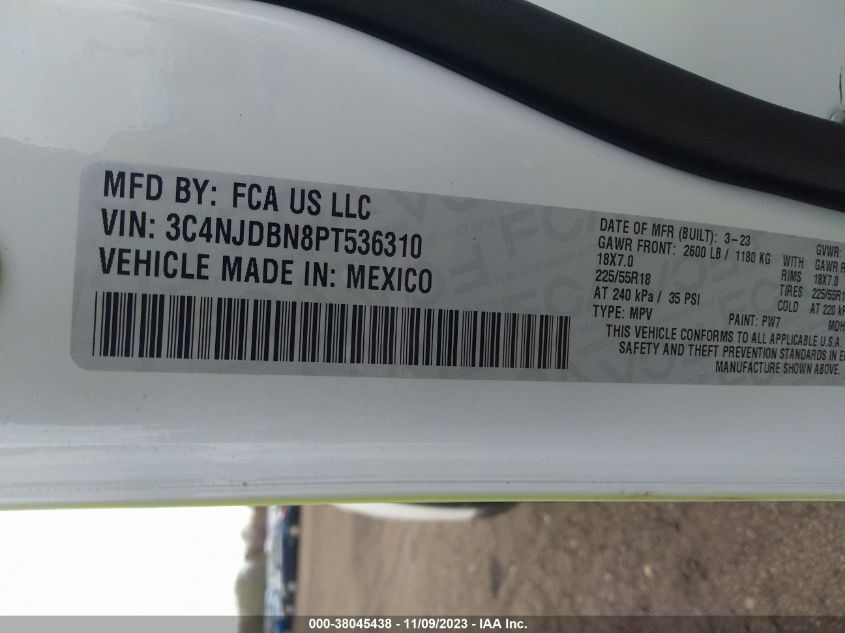 MFD BY: FCA US LLC
VIN: 3C4NJDBN8PT536310
VEHICLE MADE IN: MEXICO
DATE OF MFR (BUILT): 3-23
GAWR FRONT: 2600 LB / 1180 KG
18X7.0
225/55R18
AT 240 kPa / 35 PSI
TYPE: MPV
WITH
RIMS
TIRES
COLD
GVWR:
GAWR R
18X7.0
225/55R1
AT 220 kP
PAINT: PW7
MDH
THIS VEHICLE CONFORMS TO ALL APPLICABLE U.S.A.
SAFETY AND THEFT PREVENTION STANDARDS IN E
MANUFACTURE SHOWN ABOVE.
000-38045438 - 11/09/2023 - IAA Inc.